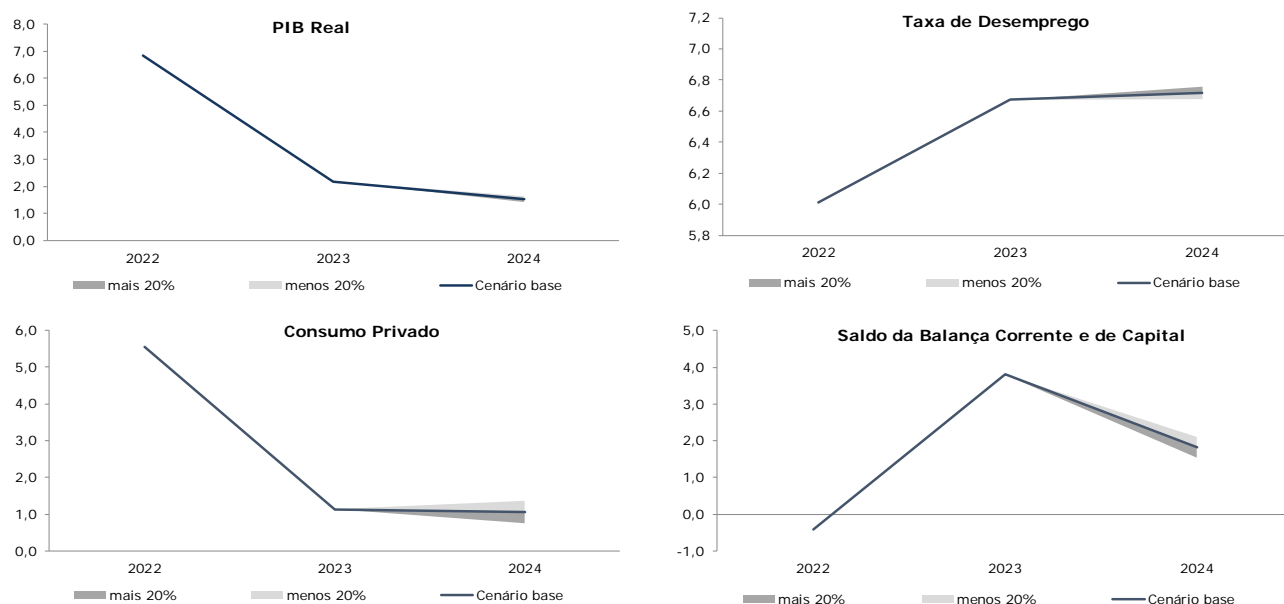 PIB Real
8,0
7,0
6,0
5,0
4,0
3,0
2,0
1,0
0,0
2022 2023 2024
mais 20% menos 20% Cenário base
Taxa de Desemprego
7,2
7,0
6,8
6,6
6,4
6,2
6,0
5,8
2022 2023 2024
mais 20% menos 20% Cenário base
Consumo Privado
6,0
5,0
4,0
3,0
2,0
1,0
0,0
2022 2023 2024
mais 20% menos 20% Cenário base
Saldo da Balança Corrente e de Capital
5,0
4,0
3,0
2,0
1,0
0,0
-1,0
2022 2023 2024
mais 20% menos 20% Cenário base